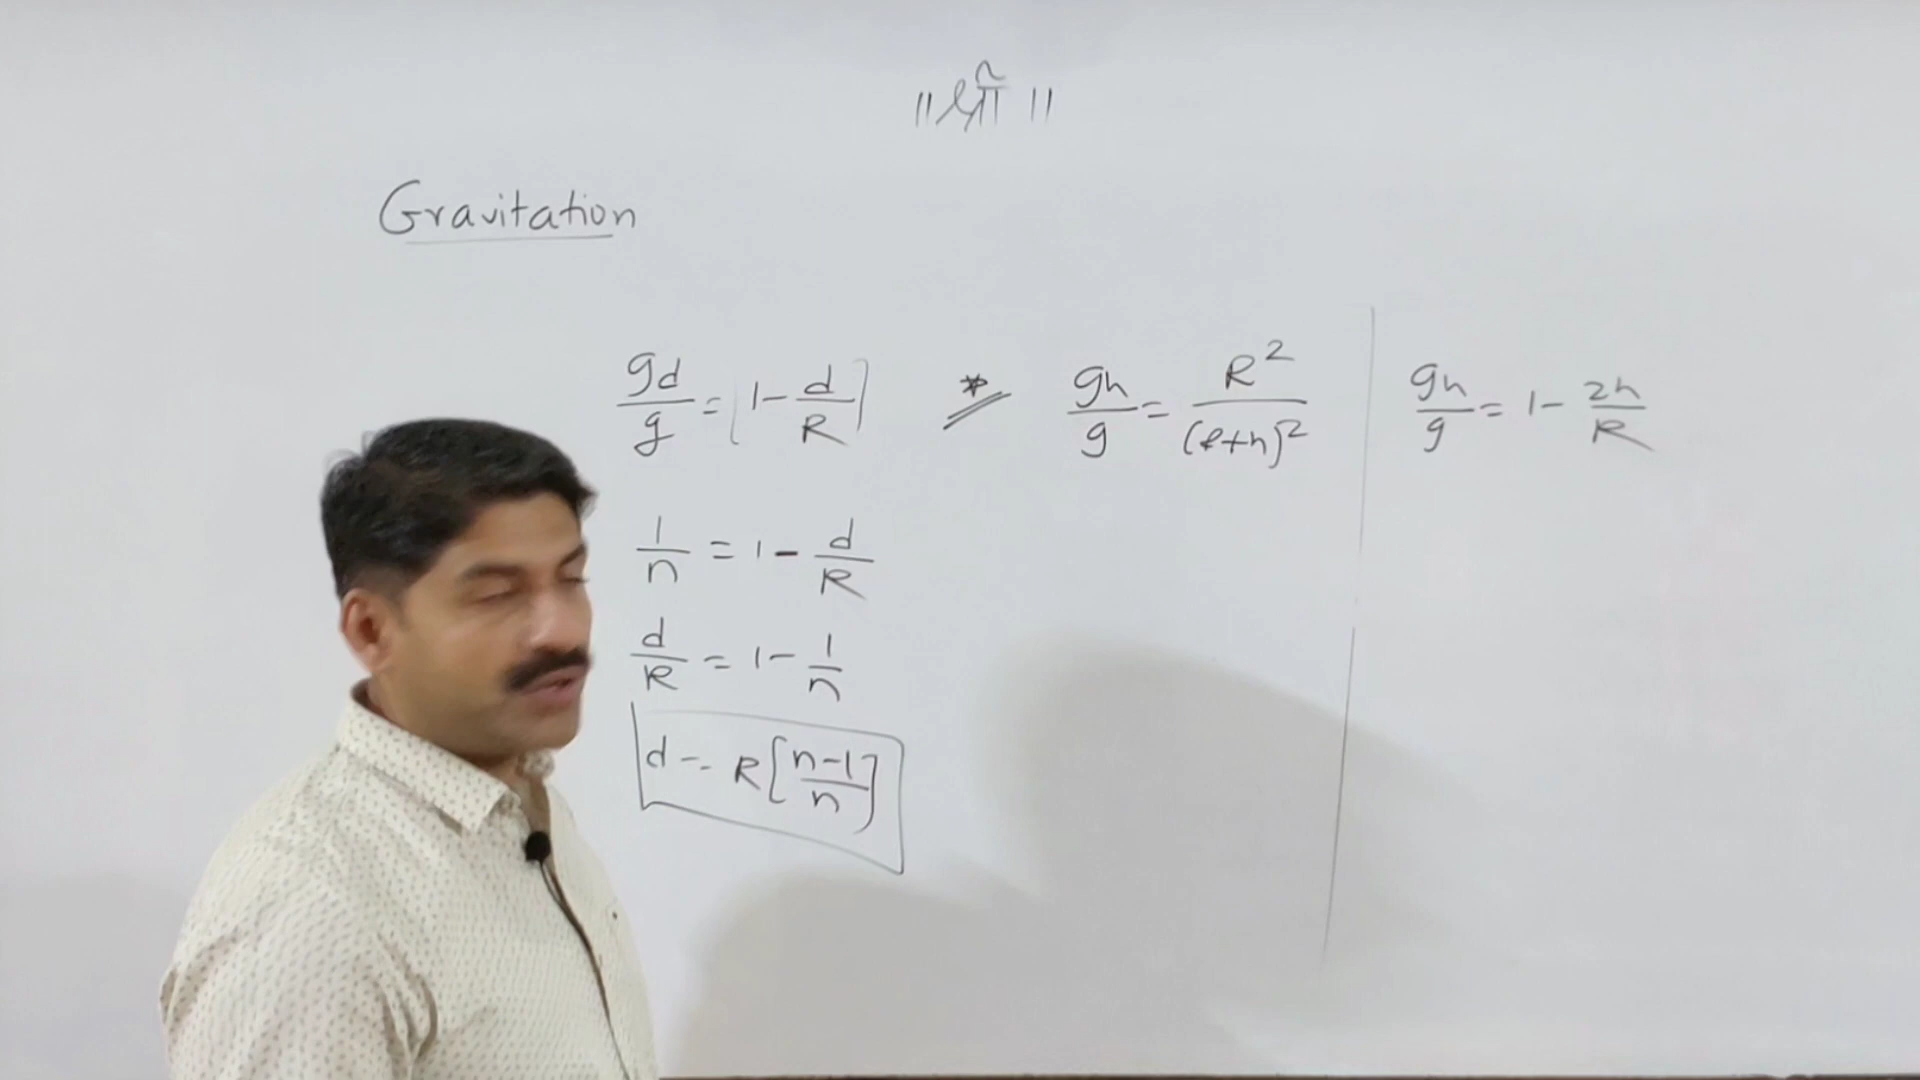 ॥ श्री ॥
Gravitation
gd/g = [1 - d/R]
* gh/g = R²/(R+h)²
gh/g = 1 - 2h/R
1/n = 1 - d/R
d/R = 1 - 1/n
d = R[n-1/n]